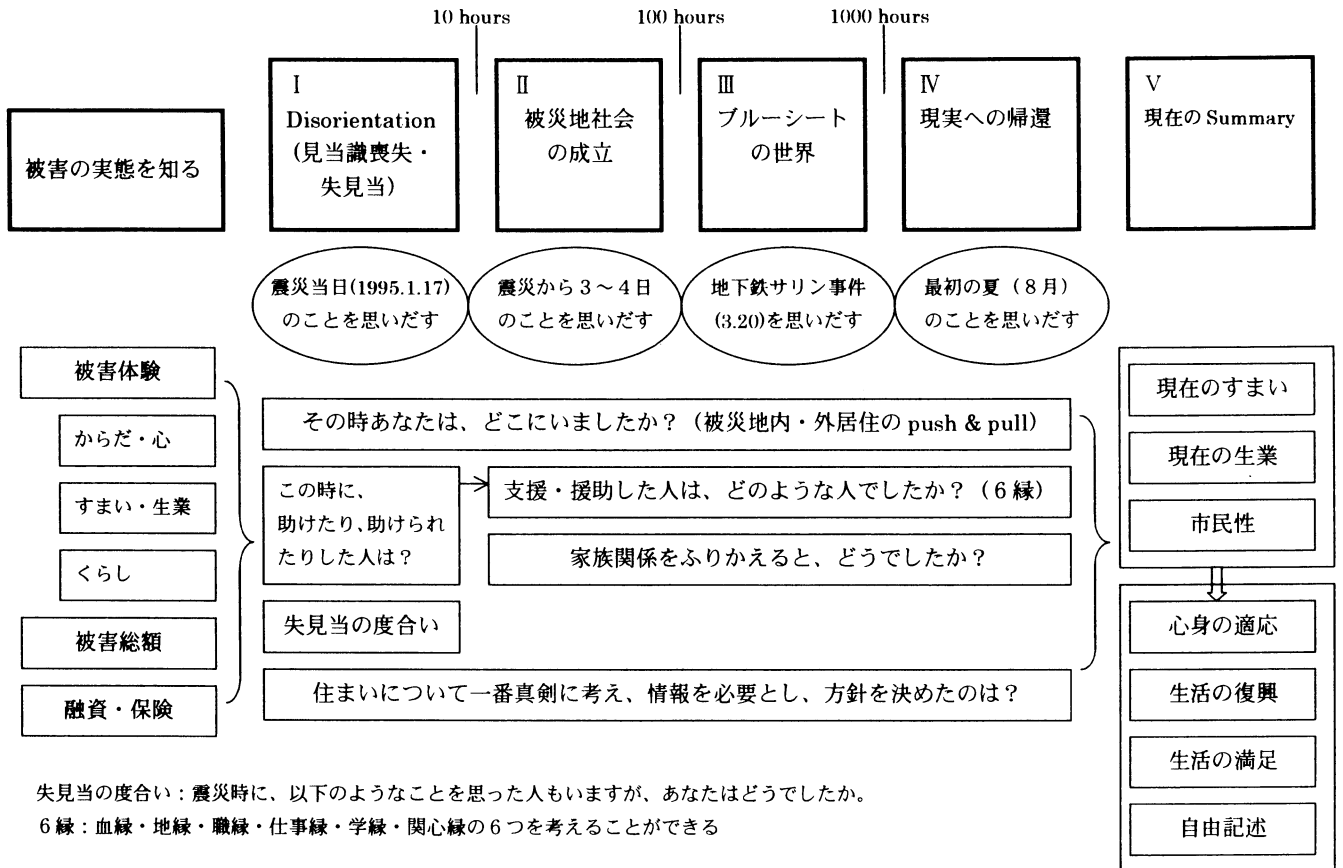 10 hours
100 hours
1000 hours
被害の実態を知る
Ⅰ
Disorientation
(見当識喪失・
失見当)
Ⅱ
被災地社会
の成立
Ⅲ
ブルーシート
の世界
Ⅳ
現実への帰還
Ⅴ
現在の Summary
震災当日(1995.1.17)
のことを思いだす
震災から3～4日
のことを思いだす
地下鉄サリン事件
(3.20)を思いだす
最初の夏（8月）
のことを思いだす
被害体験
からだ・心
すまい・生業
くらし
被害総額
融資・保険
その時あなたは、どこにいましたか？（被災地内・外居住の push & pull）
この時に、
助けたり、助けられ
たりした人は？
支援・援助した人は、どのような人でしたか？（6縁）
家族関係をふりかえると、どうでしたか？
失見当の度合い
住まいについて一番真剣に考え、情報を必要とし、方針を決めたのは？
現在のすまい
現在の生業
市民性
心身の適応
生活の復興
生活の満足
自由記述
失見当の度合い：震災時に、以下のようなことを思った人もいますが、あなたはどうでしたか。
6縁：血縁・地縁・職縁・仕事縁・学縁・関心縁の6つを考えることができる